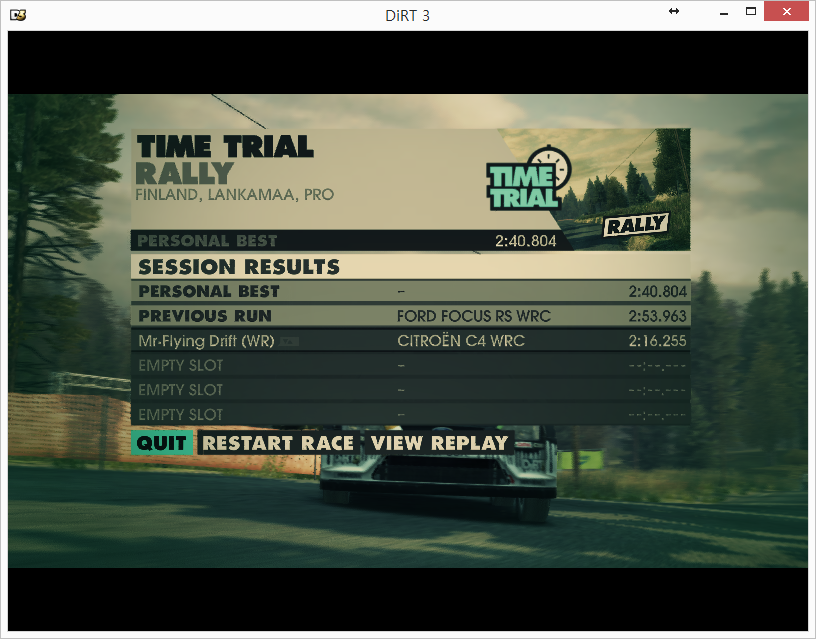 DiRT 3
TIME TRIAL
RALLY
FINLAND, LANKAMAA, PRO
TIME
TRIAL
RALLY
PERSONAL BEST 2:40.804
SESSION RESULTS
PERSONAL BEST – 2:40.804
PREVIOUS RUN FORD FOCUS RS WRC 2:53.963
Mr-Flying Drift (WR) CITROËN C4 WRC 2:16.255
EMPTY SLOT – --:--.---
EMPTY SLOT – --:--.---
EMPTY SLOT – --:--.---
QUIT RESTART RACE VIEW REPLAY